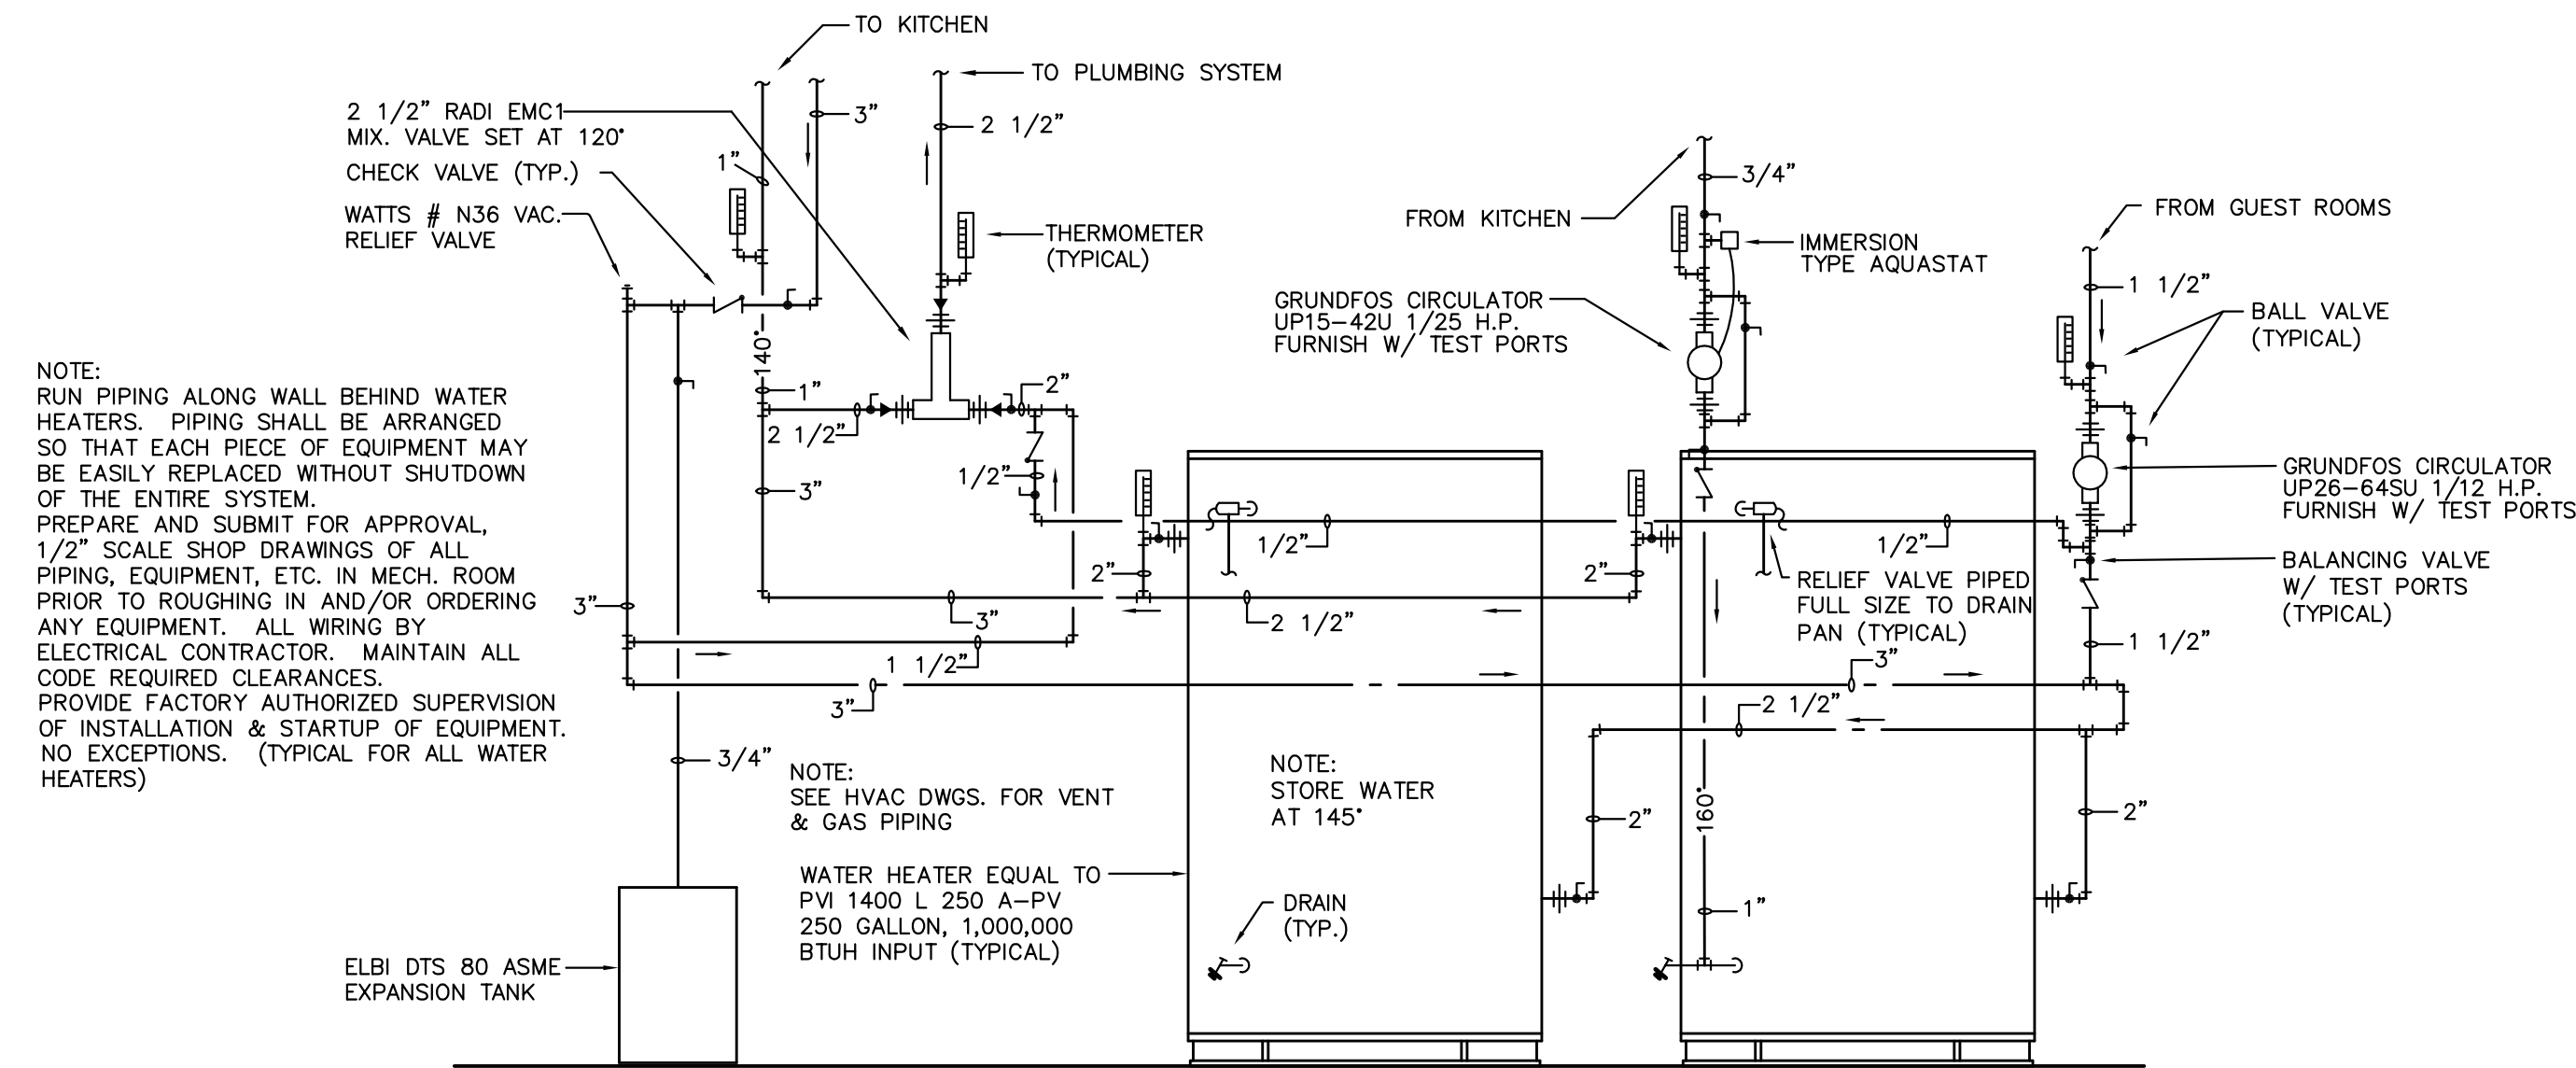 TO KITCHEN
TO PLUMBING SYSTEM
2 1/2" RADI EMC1
MIX. VALVE SET AT 120°
CHECK VALVE (TYP.)
WATTS # N36 VAC.
RELIEF VALVE
3"
2 1/2"
1"
THERMOMETER
(TYPICAL)
FROM KITCHEN
3/4"
IMMERSION
TYPE AQUASTAT
FROM GUEST ROOMS
1 1/2"
BALL VALVE
(TYPICAL)
GRUNDFOS CIRCULATOR
UP15-42U 1/25 H.P.
FURNISH W/ TEST PORTS
NOTE:
RUN PIPING ALONG WALL BEHIND WATER
HEATERS. PIPING SHALL BE ARRANGED
SO THAT EACH PIECE OF EQUIPMENT MAY
BE EASILY REPLACED WITHOUT SHUTDOWN
OF THE ENTIRE SYSTEM.
PREPARE AND SUBMIT FOR APPROVAL,
1/2" SCALE SHOP DRAWINGS OF ALL
PIPING, EQUIPMENT, ETC. IN MECH. ROOM
PRIOR TO ROUGHING IN AND/OR ORDERING
ANY EQUIPMENT. ALL WIRING BY
ELECTRICAL CONTRACTOR. MAINTAIN ALL
CODE REQUIRED CLEARANCES.
PROVIDE FACTORY AUTHORIZED SUPERVISION
OF INSTALLATION & STARTUP OF EQUIPMENT.
NO EXCEPTIONS. (TYPICAL FOR ALL WATER
HEATERS)
140°
1"
2"
2 1/2"
3"
1/2"
GRUNDFOS CIRCULATOR
UP26-64SU 1/12 H.P.
FURNISH W/ TEST PORTS
1/2"
1/2"
2"
2"
BALANCING VALVE
W/ TEST PORTS
(TYPICAL)
RELIEF VALVE PIPED
FULL SIZE TO DRAIN
PAN (TYPICAL)
3"
3"
2 1/2"
1 1/2"
1 1/2"
3"
3"
2 1/2"
3/4"
NOTE:
SEE HVAC DWGS. FOR VENT
& GAS PIPING
NOTE:
STORE WATER
AT 145°
2"
160°
2"
WATER HEATER EQUAL TO
PVI 1400 L 250 A-PV
250 GALLON, 1,000,000
BTUH INPUT (TYPICAL)
DRAIN
(TYP.)
1"
ELBI DTS 80 ASME
EXPANSION TANK